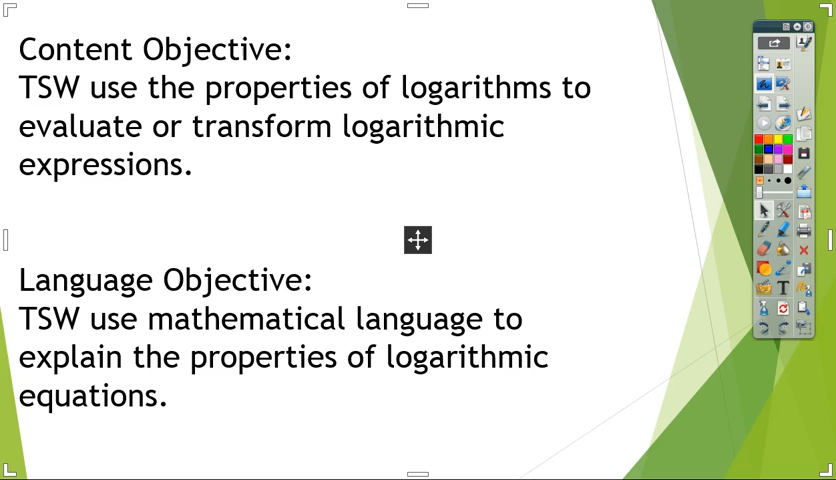 Content Objective:
TSW use the properties of logarithms to
evaluate or transform logarithmic
expressions.
Language Objective:
TSW use mathematical language to
explain the properties of logarithmic
equations.